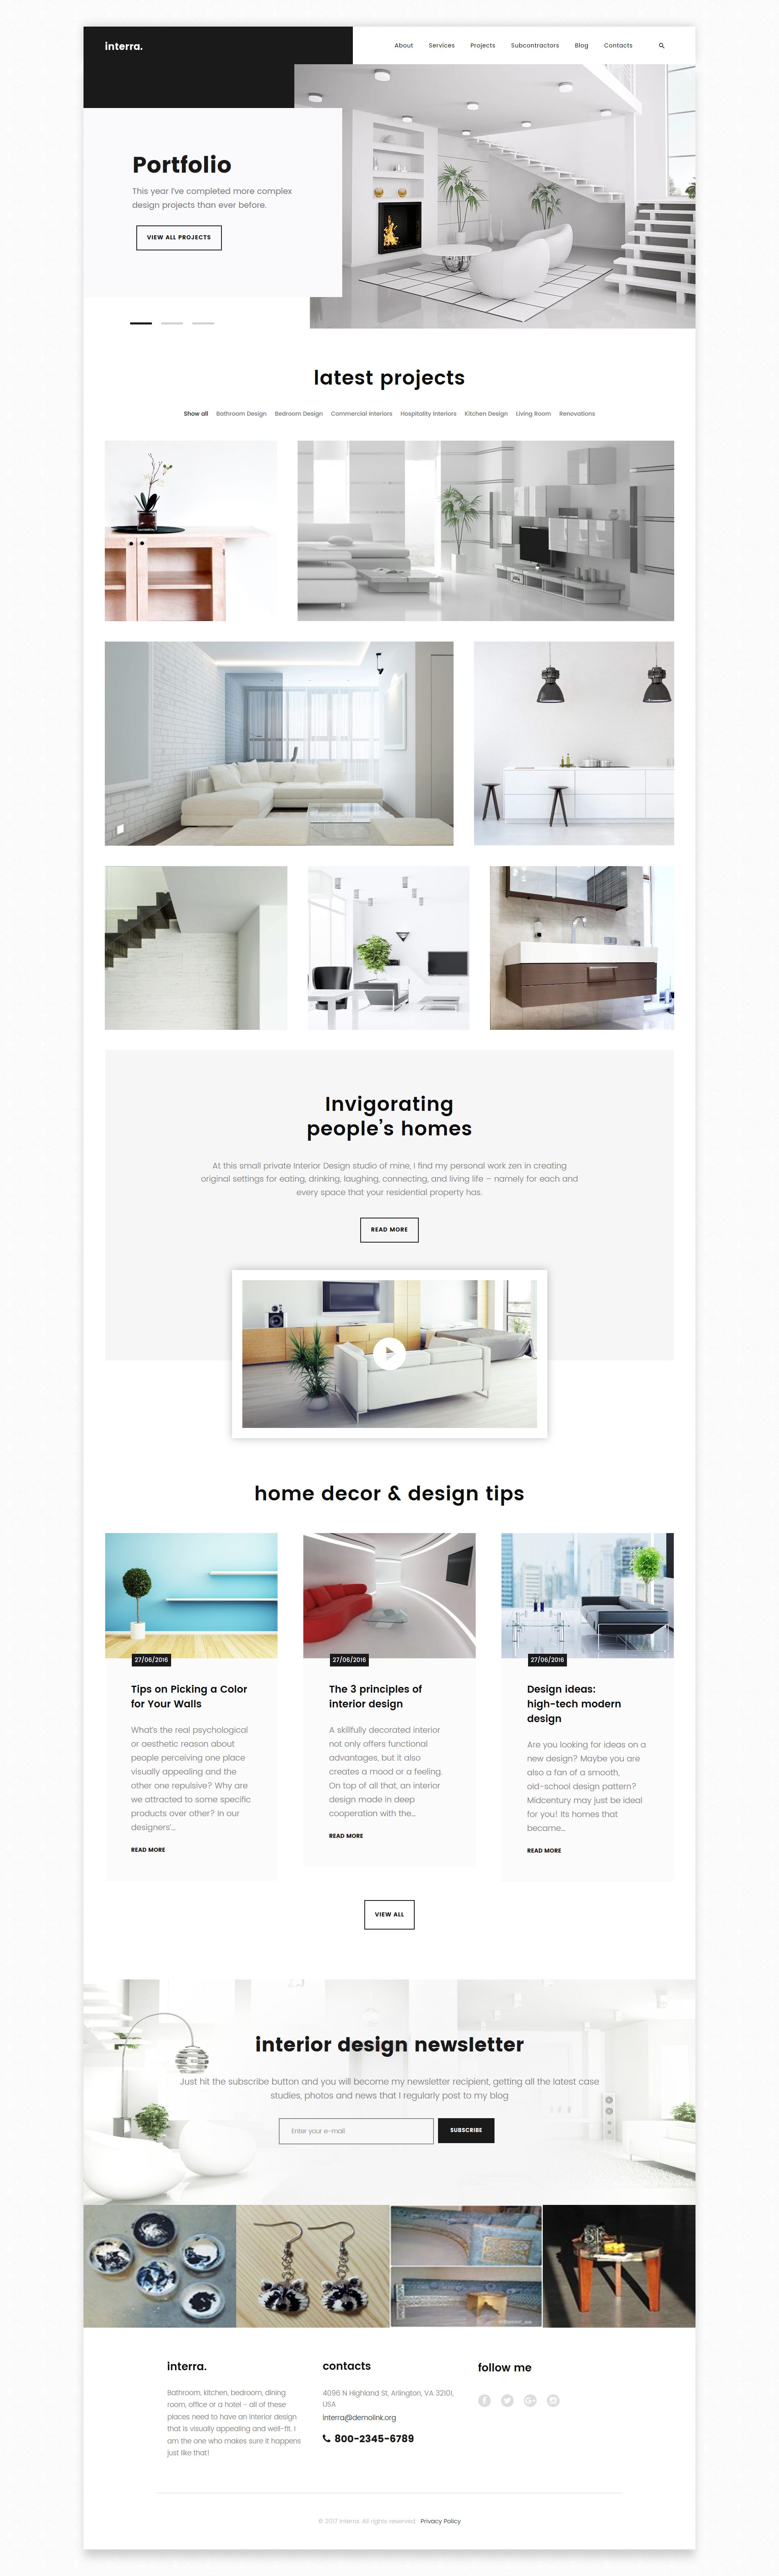 interra.
About Services Projects Subcontractors Blog Contacts
Portfolio
This year I've completed more complex
design projects than ever before.
VIEW ALL PROJECTS
latest projects
Show all Bathroom Design Bedroom Design Commercial Interiors Hospitality Interiors Kitchen Design Living Room Renovations
Invigorating
people's homes
At this small private Interior Design studio of mine, I find my personal work zen in creating
original settings for eating, drinking, laughing, connecting, and living life – namely for each and
every space that your residential property has.
READ MORE
home decor & design tips
27/06/2016
Tips on Picking a Color
for Your Walls
What's the real psychological
or aesthetic reason about
people perceiving one place
visually appealing and the
other one repulsive? Why are
we attracted to some specific
products over other? In our
designers'...
READ MORE
27/06/2016
The 3 principles of
interior design
A skillfully decorated interior
not only offers functional
advantages, but it also
creates a mood or a feeling.
On top of all that, an interior
design made in deep
cooperation with the...
READ MORE
27/06/2016
Design ideas:
high-tech modern
design
Are you looking for ideas on a
new design? Maybe you are
also a fan of a smooth,
old-school design pattern?
Midcentury may just be ideal
for you! Its homes that
became...
READ MORE
VIEW ALL
interior design newsletter
Just hit the subscribe button and you will become my newsletter recipient, getting all the latest case
studies, photos and news that I regularly post to my blog
Enter your e-mail
SUBSCRIBE
interra.
Bathroom, kitchen, bedroom, dining
room, office or a hotel - all of these
places need to have an interior design
that is visually appealing and well-fit. I
am the one who makes sure it happens
just like that!
contacts
4096 N Highland St, Arlington, VA 32101,
USA
interra@demolink.org
800-2345-6789
follow me
© 2017 Interra. All rights reserved Privacy Policy